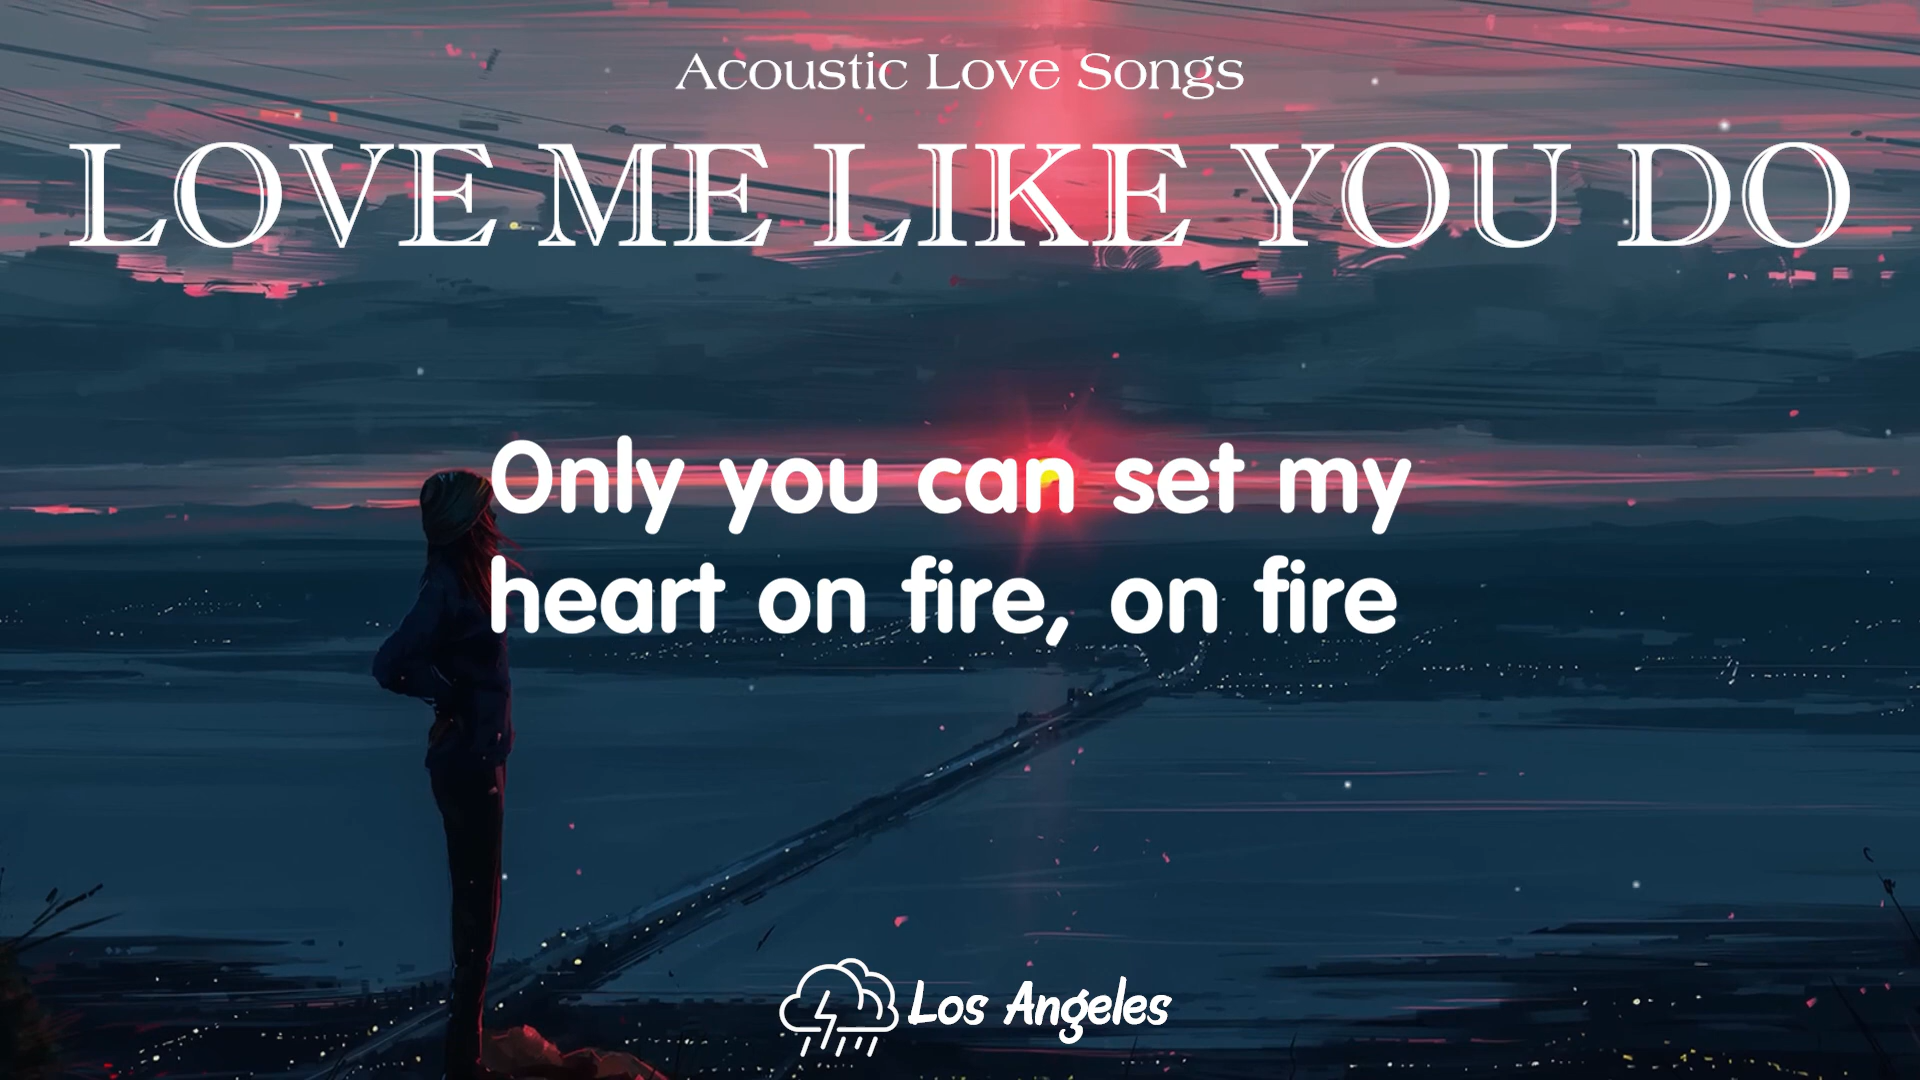 Acoustic Love Songs
LOVE ME LIKE YOU DO
Only you can set my
heart on fire, on fire
Los Angeles